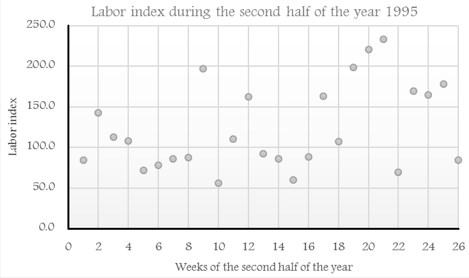 Labor index during the second half of the year 1995
250.0
200.0
150.0
100.0
50.0
0.0
Labor index
0 2 4 6 8 10 12 14 16 18 20 22 24 26
Weeks of the second half of the year